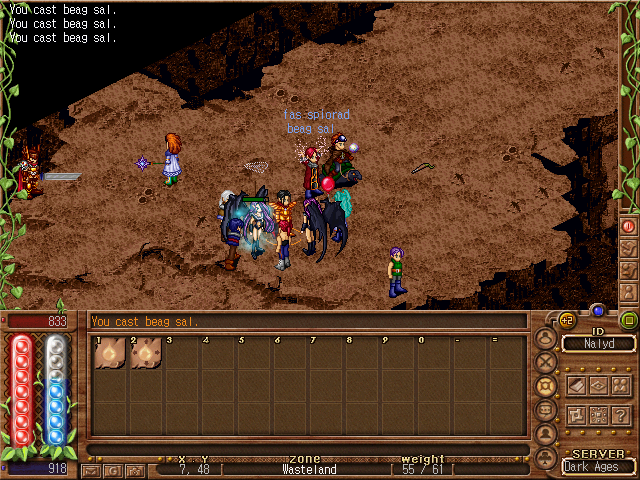 You cast beag sal.
You cast beag sal.
You cast beag sal.
fas splorad
beag sal
833
You cast beag sal.
1 2 3 4 5 6 7 8 9 0 - =
+2
ID
Nalyd
SERVER
Dark Ages
918
G
?
X Y zone weight
7, 48 Wasteland 55 / 61